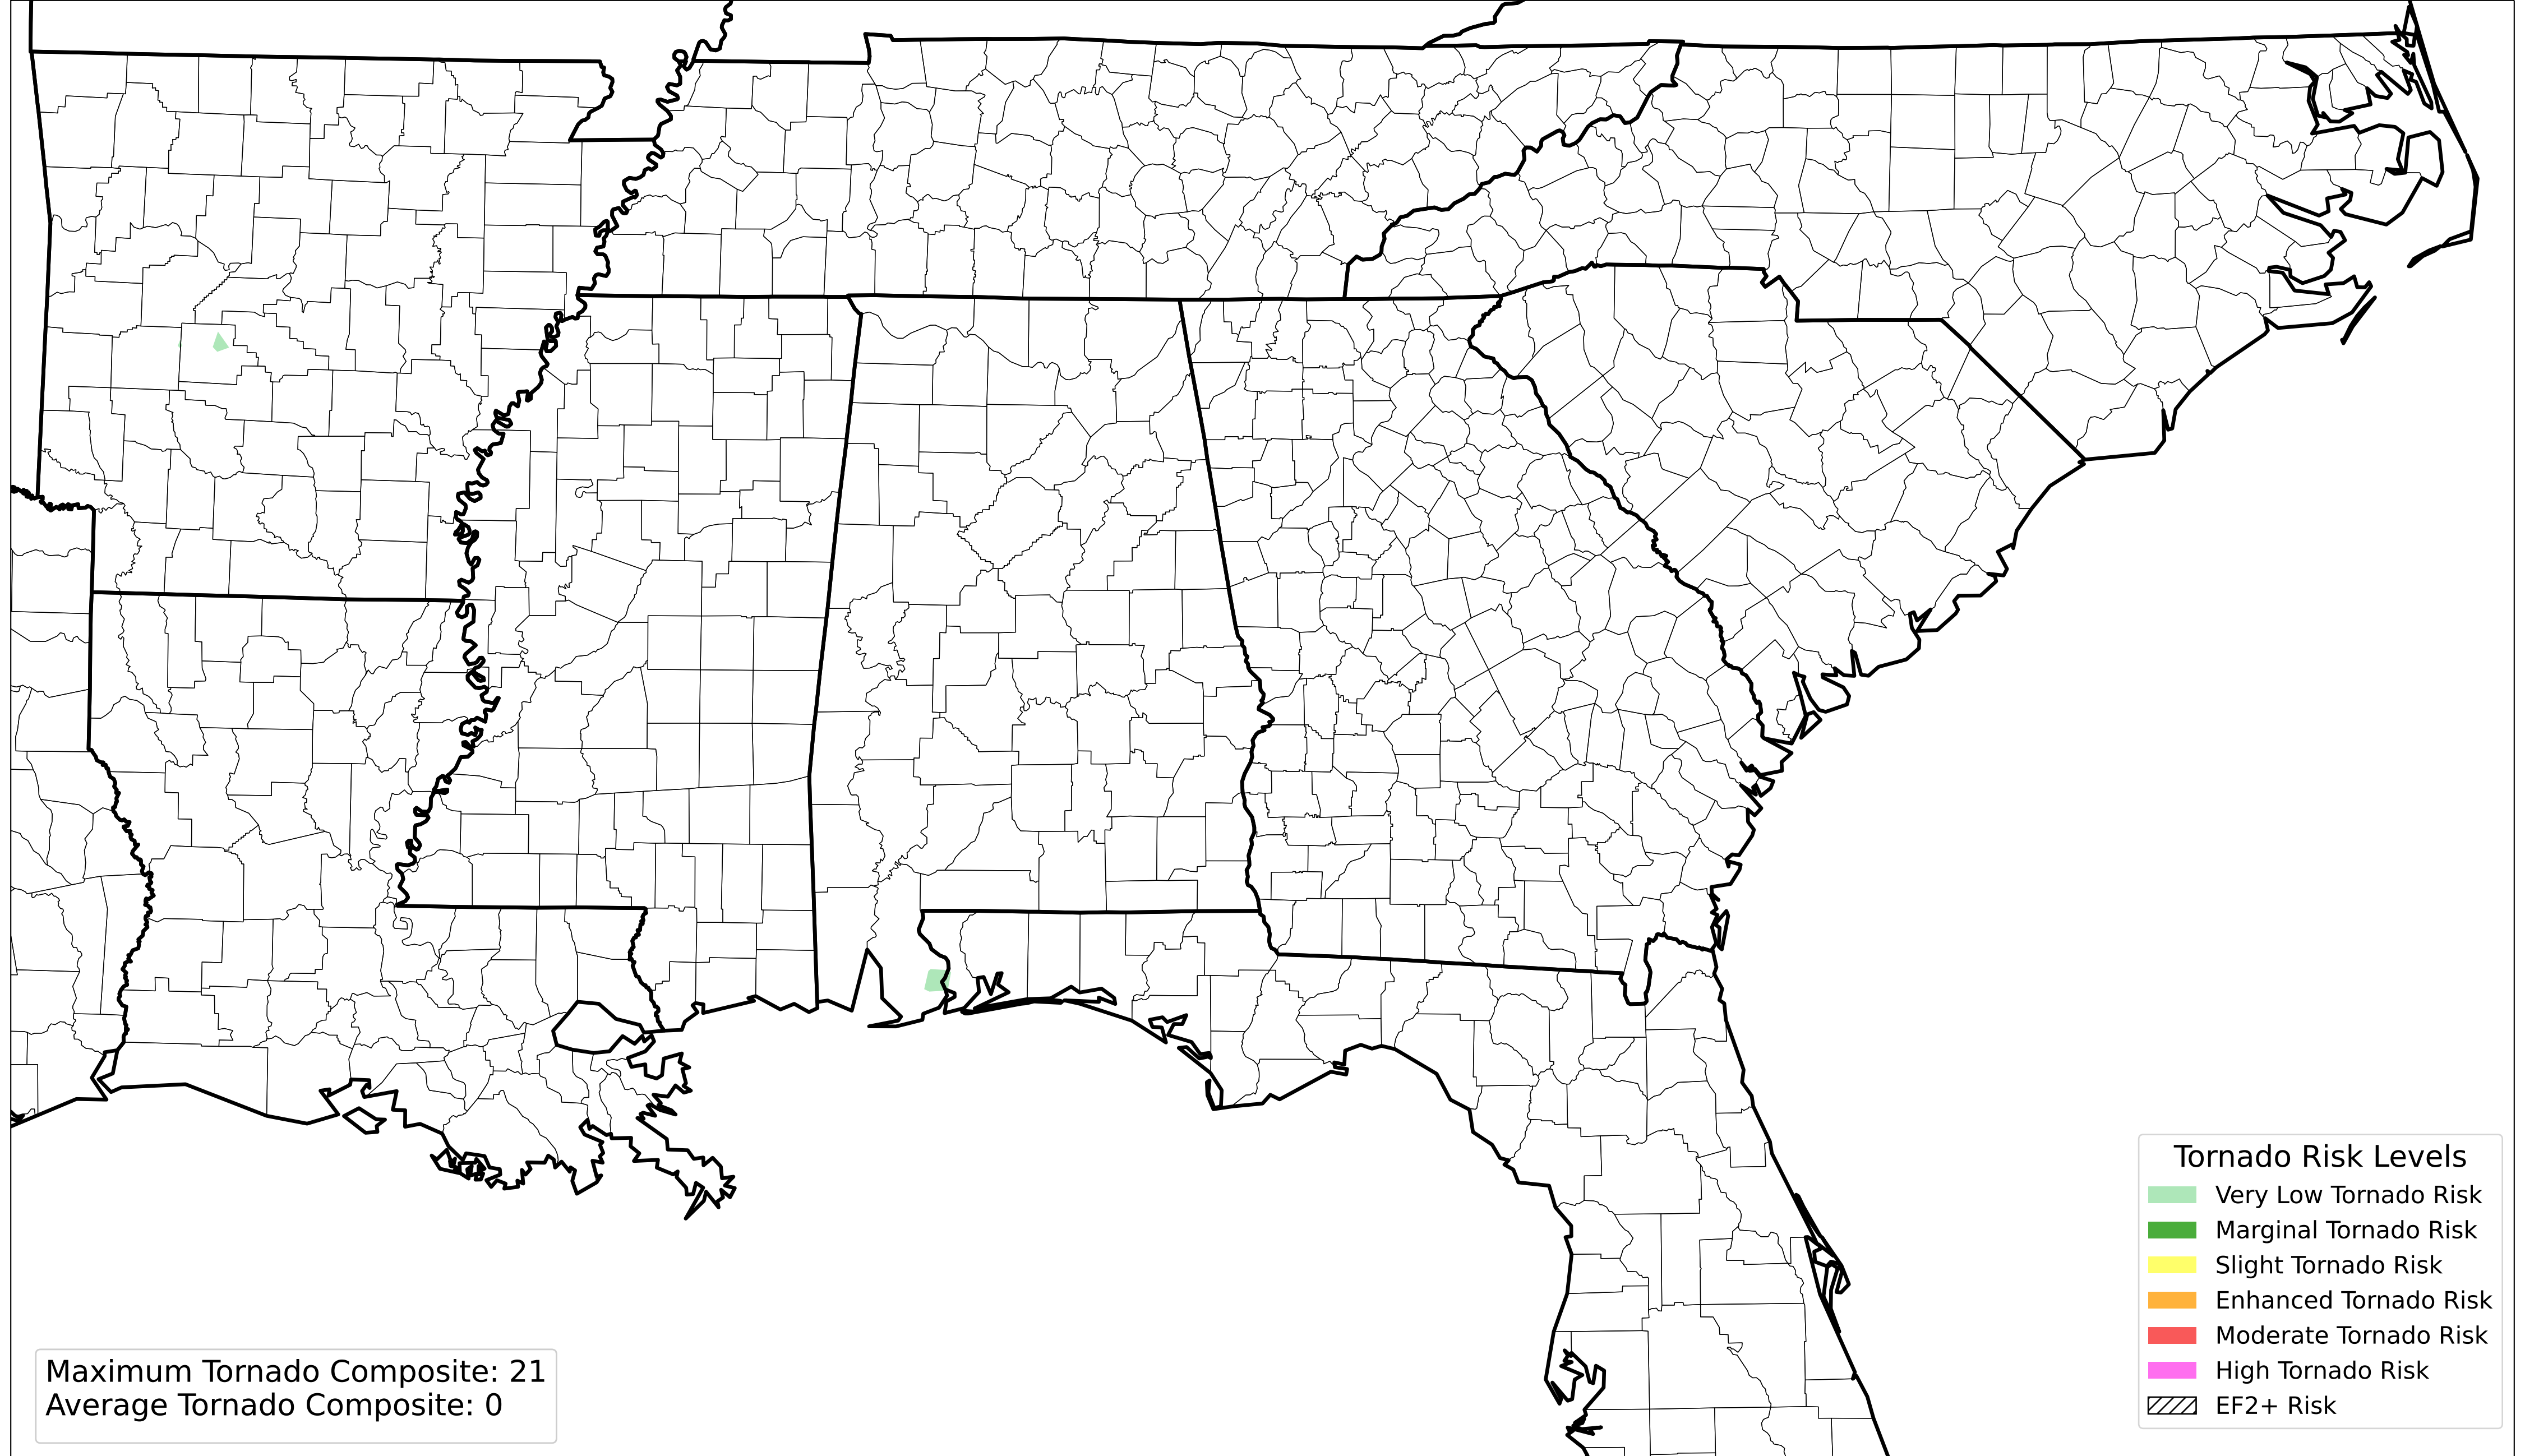 Tornado Risk Levels
Very Low Tornado Risk
Marginal Tornado Risk
Slight Tornado Risk
Enhanced Tornado Risk
Moderate Tornado Risk
High Tornado Risk
EF2+ Risk
Maximum Tornado Composite: 21
Average Tornado Composite: 0